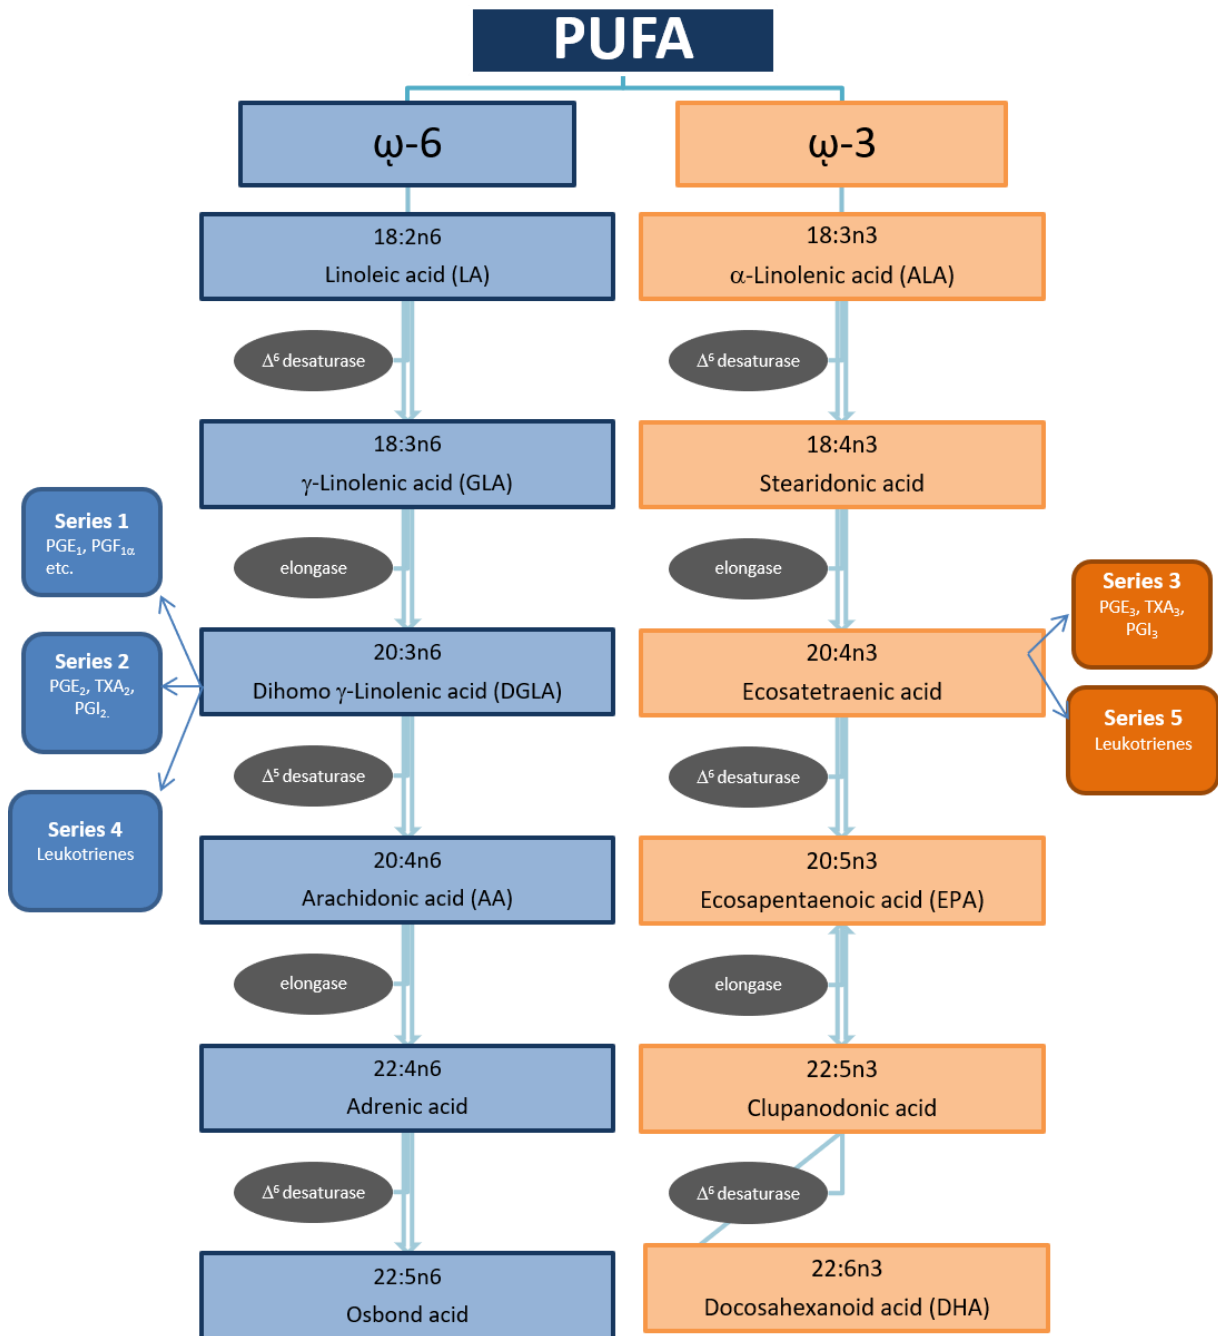 PUFA
ῳ-6
ῳ-3
18:2n6
Linoleic acid (LA)
18:3n3
α-Linolenic acid (ALA)
Δ⁶ desaturase
Δ⁶ desaturase
18:3n6
γ-Linolenic acid (GLA)
18:4n3
Stearidonic acid
Series 1
PGE₁, PGF₁α
etc.
elongase
elongase
Series 3
PGE₃, TXA₃,
PGI₃
20:3n6
Dihomo γ-Linolenic acid (DGLA)
20:4n3
Ecosatetraenic acid
Series 2
PGE₂, TXA₂,
PGI₂.
Series 5
Leukotrienes
Δ⁵ desaturase
Δ⁶ desaturase
Series 4
Leukotrienes
20:4n6
Arachidonic acid (AA)
20:5n3
Ecosapentaenoic acid (EPA)
elongase
elongase
22:4n6
Adrenic acid
22:5n3
Clupanodonic acid
Δ⁶ desaturase
Δ⁶ desaturase
22:5n6
Osbond acid
22:6n3
Docosahexanoid acid (DHA)